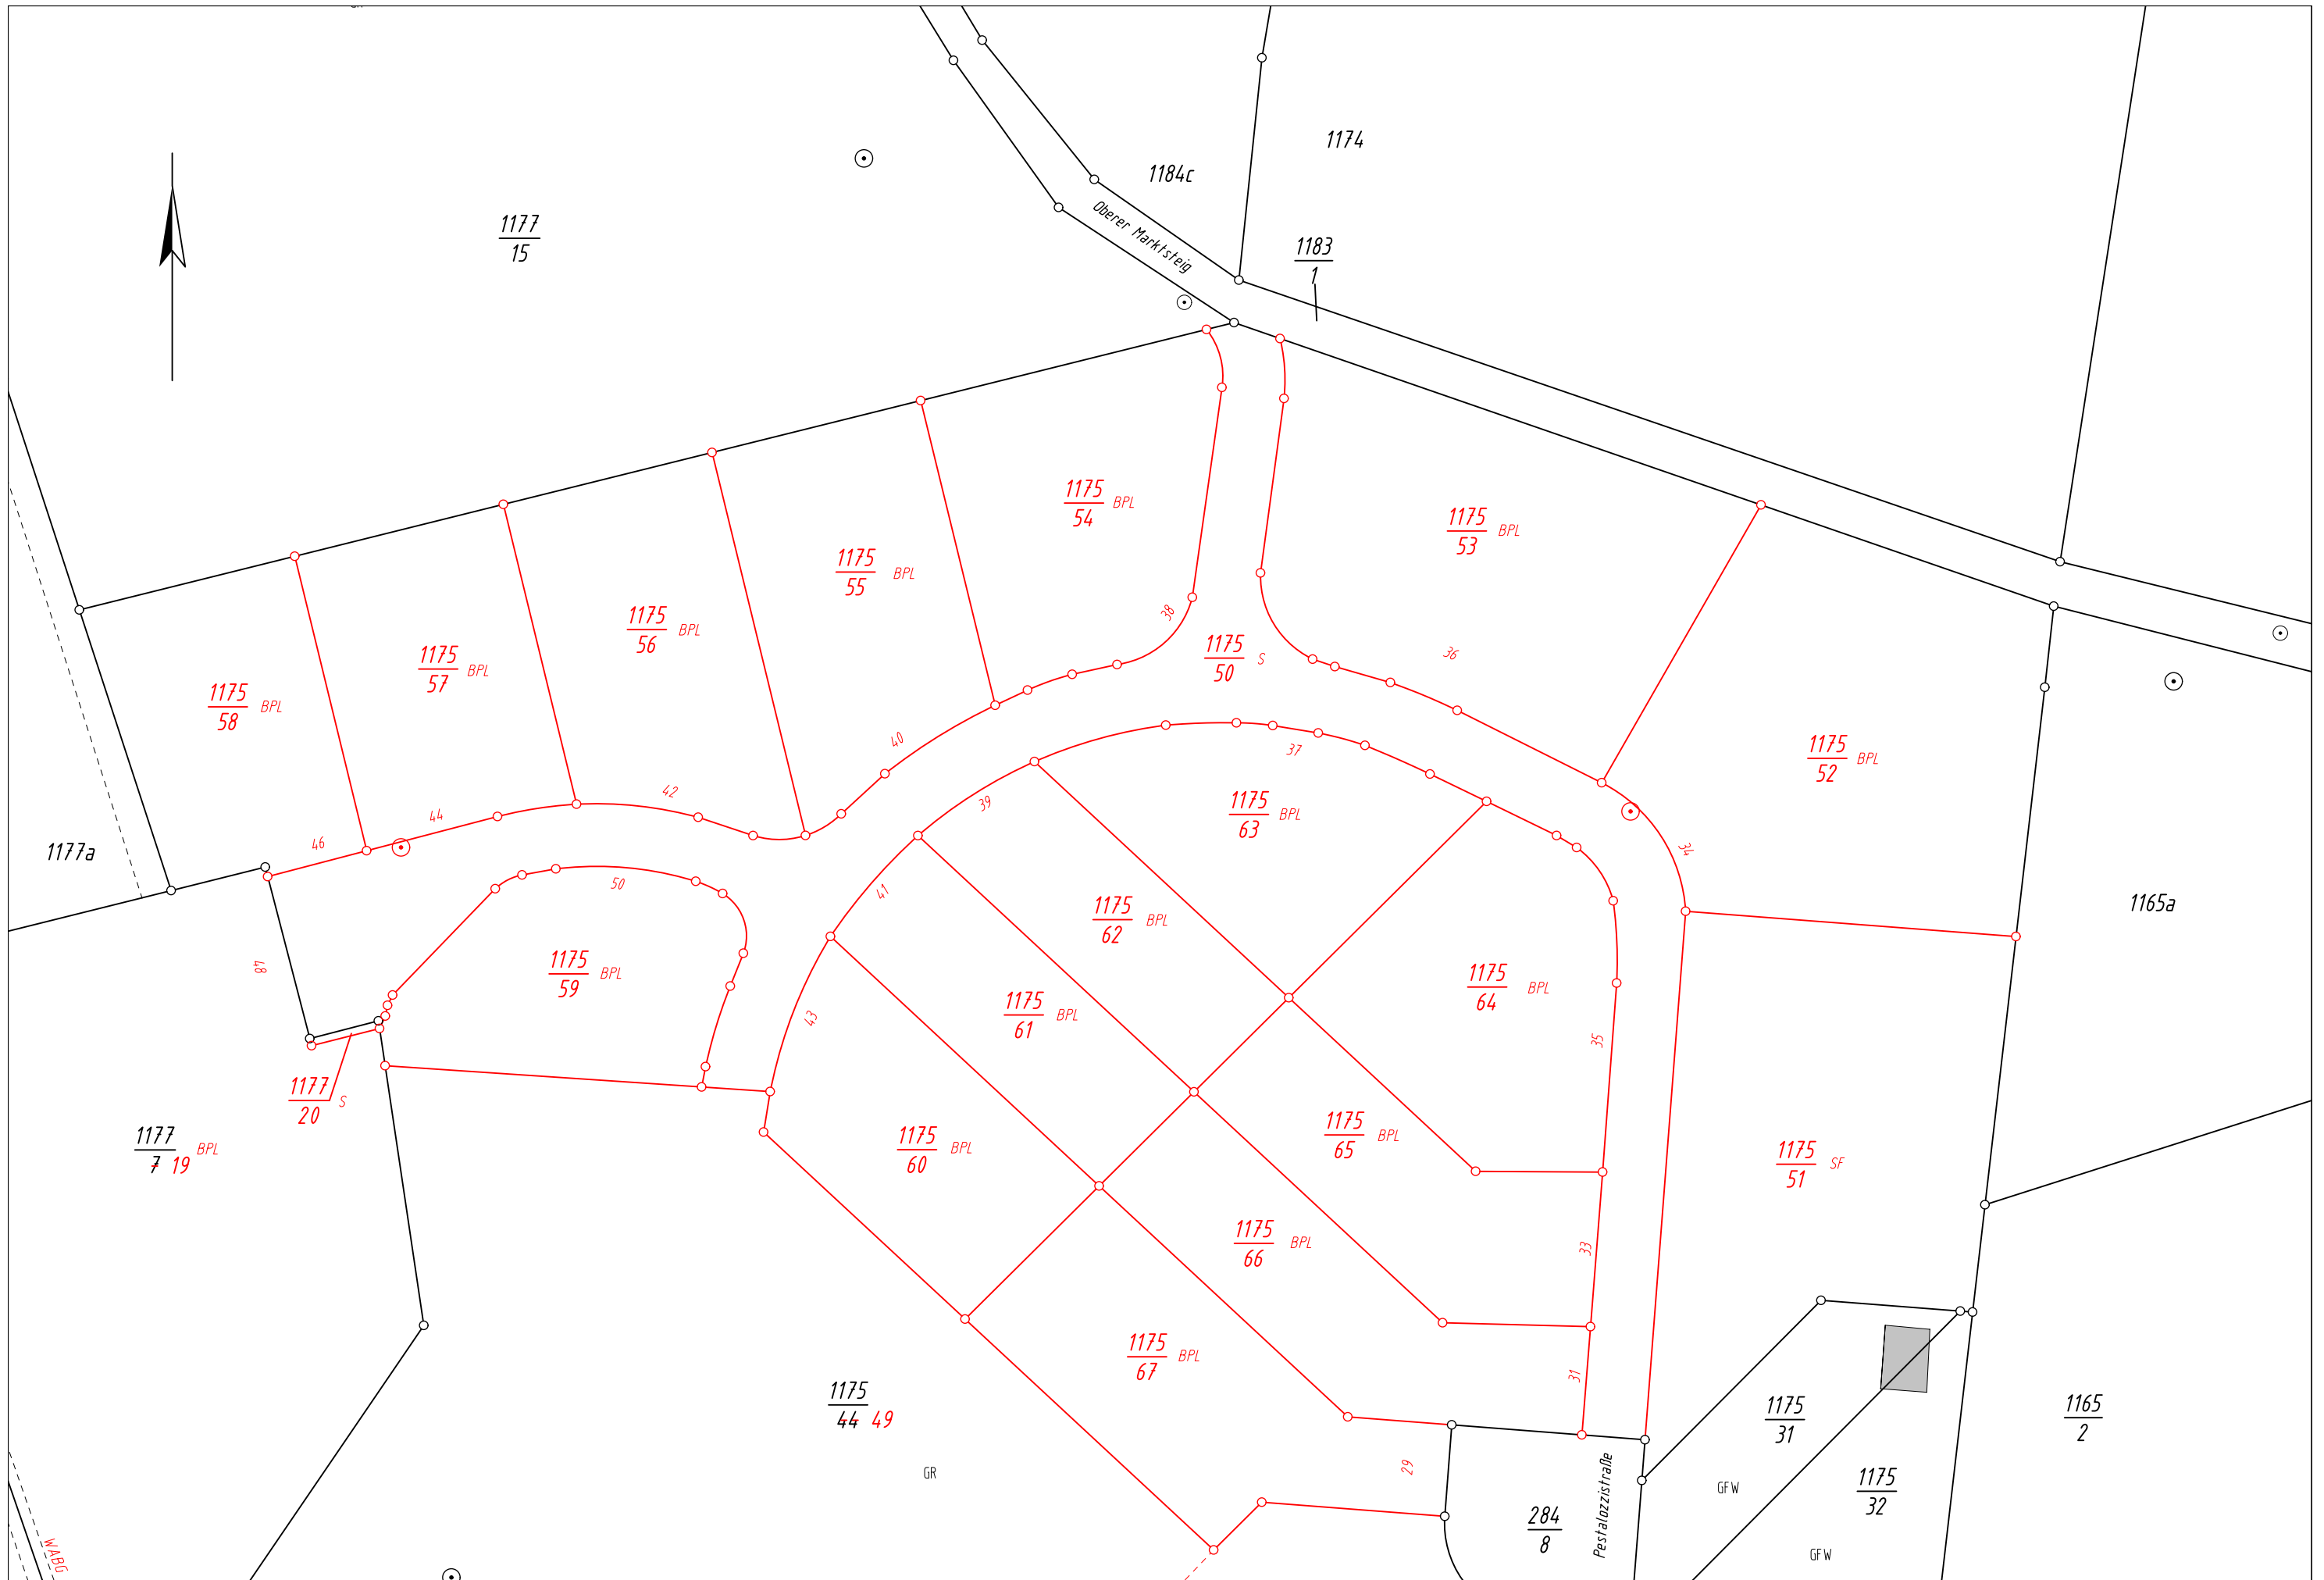 1174
1184c
Oberer Marktsteig
1177
15
1183
1
1175
54 BPL
1175
53 BPL
1175
55 BPL
38
1175
56 BPL
1175
50 S
36
1175
57 BPL
1175
58 BPL
40
37
1175
52 BPL
42
39
1175
63 BPL
44
46
34
1177a
50
41
1175
62 BPL
1165a
48
1175
59 BPL
1175
64 BPL
1175
61 BPL
43
35
1177
20 S
1177
7 19 BPL
1175
60 BPL
1175
65 BPL
1175
51 SF
1175
66 BPL
33
1175
67 BPL
31
1175
44 49
1175
31
1165
2
GR
29
GFW
1175
32
284
8
Pestalozzistraße
GFW
WABG